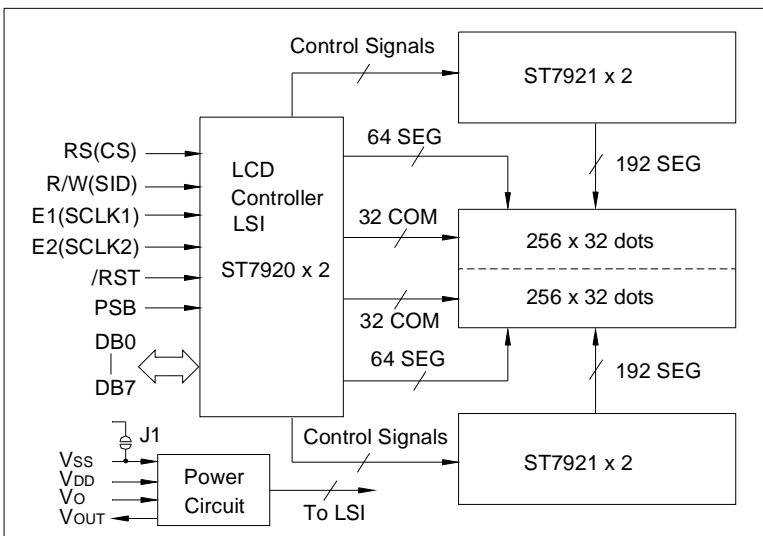 Control Signals
ST7921 x 2
64 SEG
192 SEG
RS(CS)
R/W(SID)
E1(SCLK1)
E2(SCLK2)
/RST
PSB
DB0
DB7
LCD
Controller
LSI
ST7920 x 2
32 COM
256 x 32 dots
256 x 32 dots
32 COM
64 SEG
192 SEG
J1
Control Signals
ST7921 x 2
VSS
VDD
VO
VOUT
Power
Circuit
To LSI